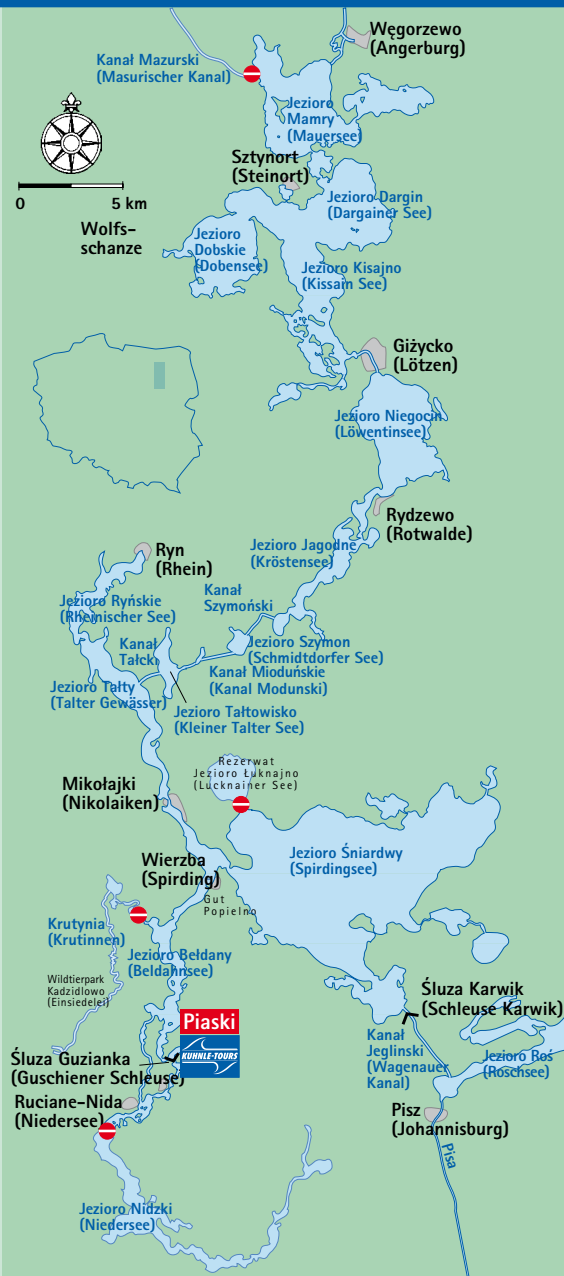 Węgorzewo
(Angerburg)
Kanał Mazurski
(Masurischer Kanal)
Jezioro
Mamry
(Mauersee)
Sztynort
(Steinort)
0
5 km
Jezioro Dargin
(Dargainer See)
Wolfs-
schanze
Jezioro
Dobskie
(Dobensee)
Jezioro Kisajno
(Kissain See)
Giżycko
(Lötzen)
Jezioro Niegocin
(Löwentinsee)
Rydzewo
(Rotwalde)
Ryn
(Rhein)
Jezioro Jagodne
(Kröstensee)
Kanał
Szymoński
Jezioro Ryńskie
(Rheinischer See)
Kanał
Tałcki
Jezioro Szymon
(Schmidtdorfer See)
Kanał Mioduńskie
(Kanal Modunski)
Jezioro Tałty
(Talter Gewässer)
Jezioro Tałtowisko
(Kleiner Talter See)
Rezerwat
Jezioro Łuknajno
(Lucknainer See)
Mikołajki
(Nikolaiken)
Wierzba
(Spirding)
Jezioro Śniardwy
(Spirdingsee)
Gut
Popielno
Krutynia
(Krutinnen)
Jezioro Bełdany
(Beldahnsee)
Wildtierpark
Kadzidlowo
(Einsiedelei)
Śluza Karwik
(Schleuse Karwik)
Piaski
KUHNLE-TOURS
Kanał
Jeglinski
(Wagenauer
Kanal)
Jezioro Roś
(Roschsee)
Śluza Guzianka
(Guschiener Schleuse)
Ruciane-Nida
(Niedersee)
Pisz
(Johannisburg)
Pisa
Jezioro Nidzki
(Niedersee)